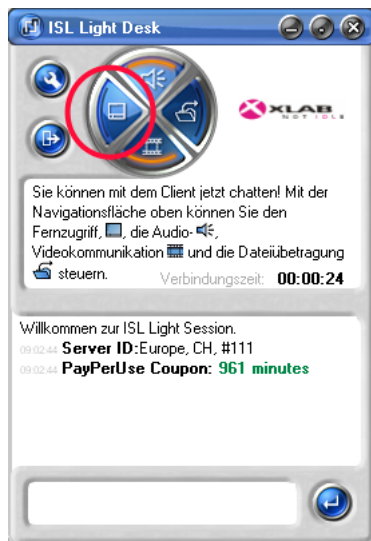 ISL Light Desk
XLAB
NOT IDLE
Sie können mit dem Client jetzt chatten! Mit der
Navigationsfläche oben können Sie den
Fernzugriff, , die Audio- ,
Videokommunikation und die Dateiübetragung
steuern. Verbindungszeit: 00:00:24
Willkommen zur ISL Light Session.
09:02:44 Server ID:Europe, CH, #111
09:02:44 PayPerUse Coupon: 961 minutes